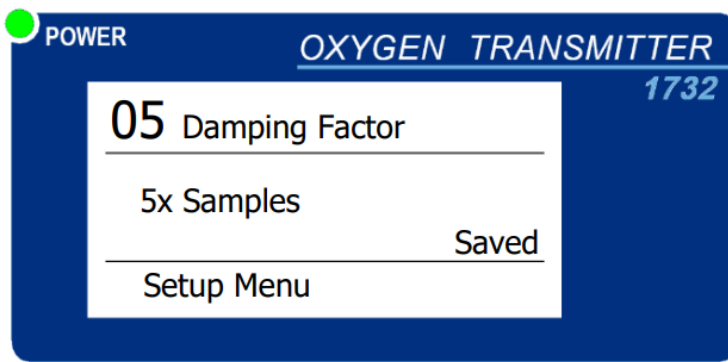 POWER
OXYGEN TRANSMITTER
1732
05 Damping Factor
5x Samples
Saved
Setup Menu